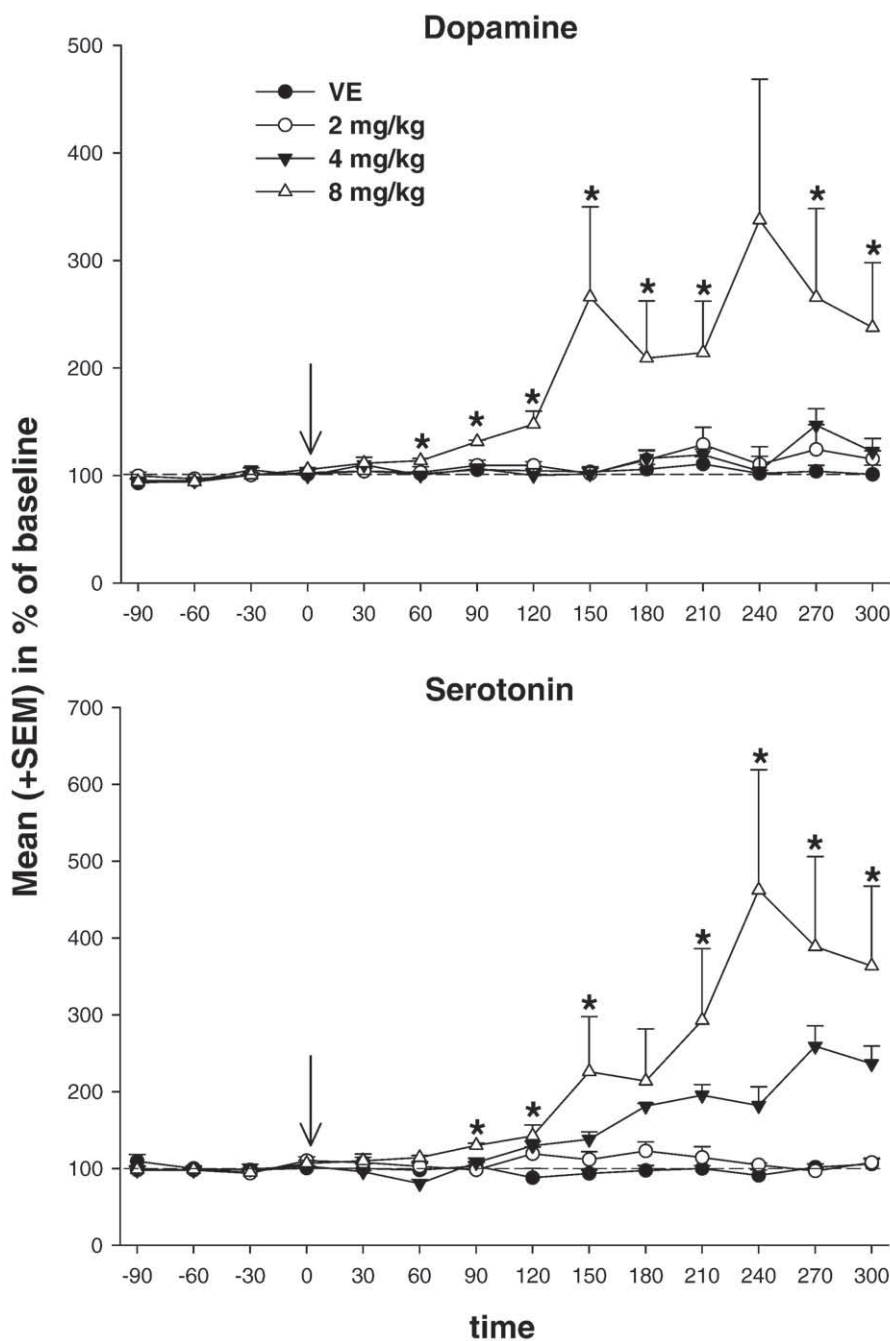 Dopamine
500
400
300
200
100
0
VE
2 mg/kg
4 mg/kg
8 mg/kg
* * * * * * * *
-90 -60 -30 0 30 60 90 120 150 180 210 240 270 300
Mean (+SEM) in % of baseline
Serotonin
700
600
500
400
300
200
100
0
* * * * * * *
-90 -60 -30 0 30 60 90 120 150 180 210 240 270 300
time